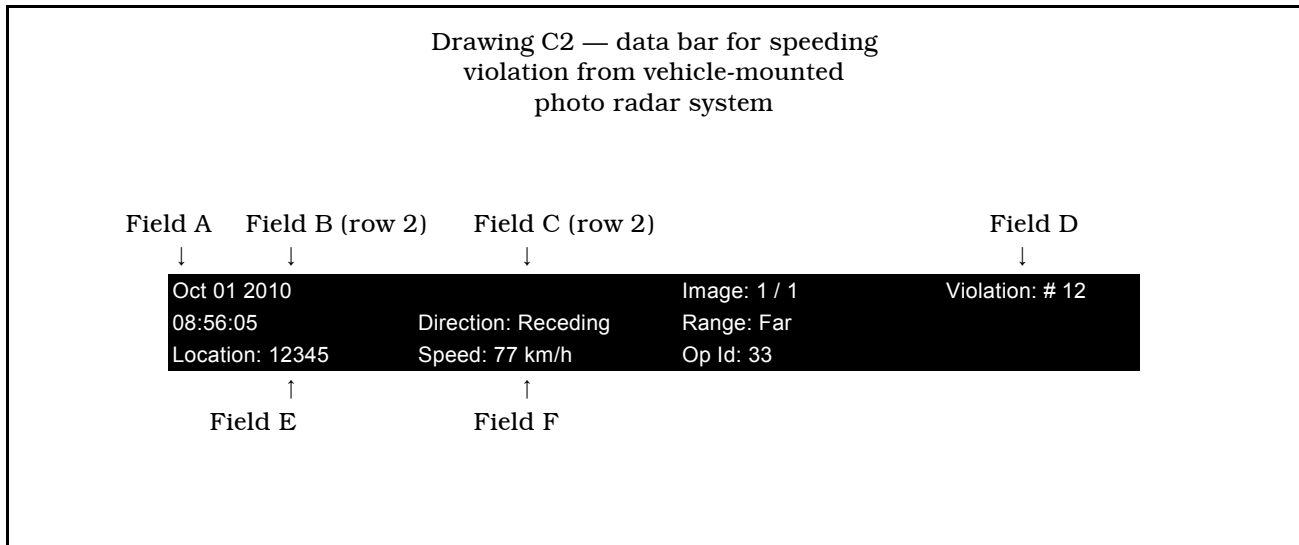 Drawing C2 — data bar for speeding
violation from vehicle-mounted
photo radar system
Field A Field B (row 2) Field C (row 2) Field D
↓ ↓ ↓ ↓
Oct 01 2010 Image: 1 / 1 Violation: # 12
08:56:05 Direction: Receding Range: Far
Location: 12345 Speed: 77 km/h Op Id: 33
↑ ↑
Field E Field F